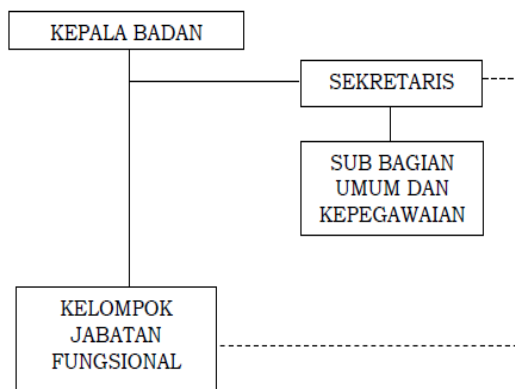 KEPALA BADAN
SEKRETARIS
SUB BAGIAN
UMUM DAN
KEPEGAWAIAN
KELOMPOK
JABATAN
FUNGSIONAL